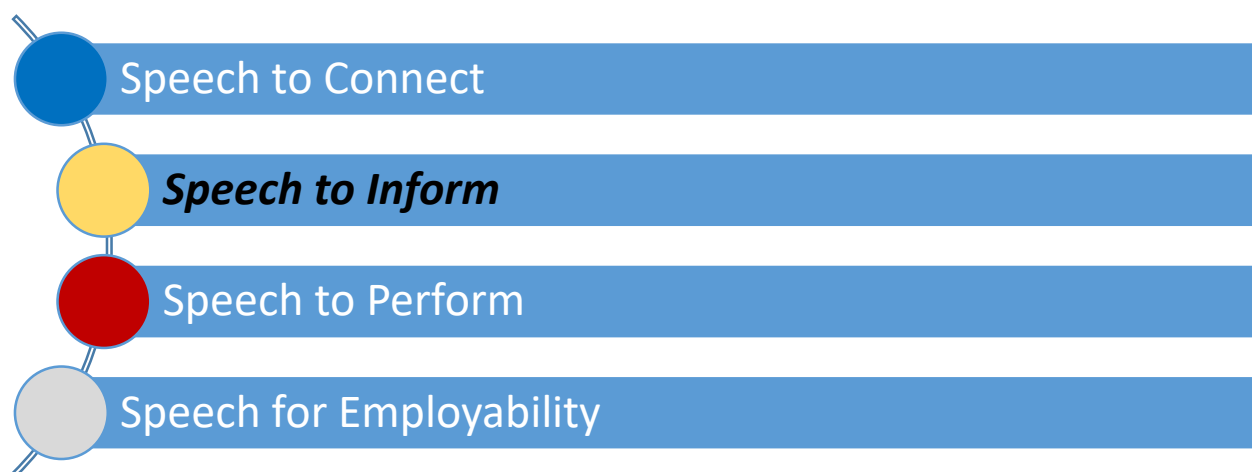 Speech to Connect
Speech to Inform
Speech to Perform
Speech for Employability